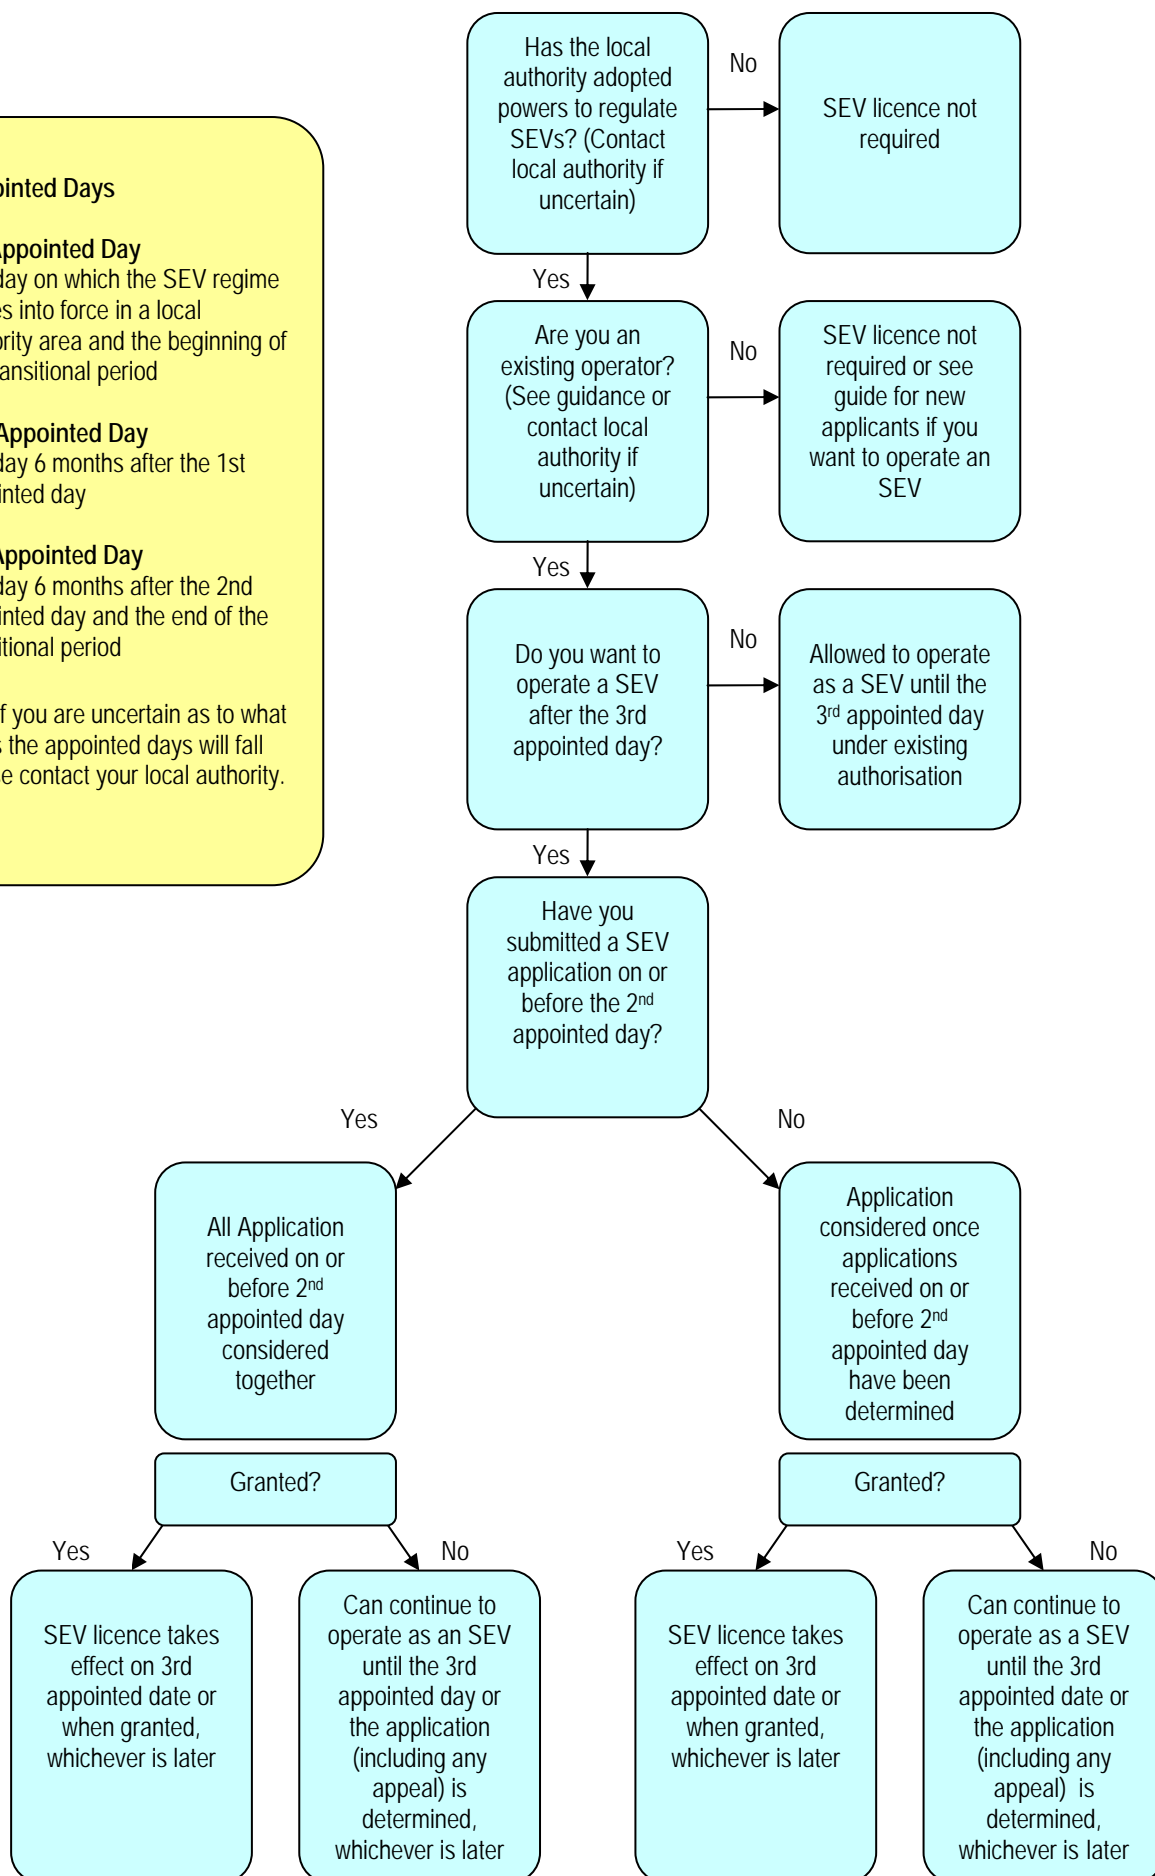 Has the local
authority adopted
powers to regulate
SEVs? (Contact
local authority if
uncertain)
No
SEV licence not
required
Yes
ointed Days
Appointed Day
day on which the SEV regime
es into force in a local
ority area and the beginning of
ransitional period
Appointed Day
day 6 months after the 1st
inted day
Appointed Day
day 6 months after the 2nd
inted day and the end of the
itional period
f you are uncertain as to what
s the appointed days will fall
e contact your local authority.
Are you an
existing operator?
(See guidance or
contact local
authority if
uncertain)
No
SEV licence not
required or see
guide for new
applicants if you
want to operate an
SEV
Yes
Do you want to
operate a SEV
after the 3rd
appointed day?
No
Allowed to operate
as a SEV until the
3rd appointed day
under existing
authorisation
Yes
Have you
submitted a SEV
application on or
before the 2nd
appointed day?
Yes
No
All Application
received on or
before 2nd
appointed day
considered
together
Application
considered once
applications
received on or
before 2nd
appointed day
have been
determined
Granted?
Granted?
Yes
No
Yes
No
SEV licence takes
effect on 3rd
appointed date or
when granted,
whichever is later
Can continue to
operate as an SEV
until the 3rd
appointed day or
the application
(including any
appeal) is
determined,
whichever is later
SEV licence takes
effect on 3rd
appointed date or
when granted,
whichever is later
Can continue to
operate as a SEV
until the 3rd
appointed date or
the application
(including any
appeal) is
determined,
whichever is later